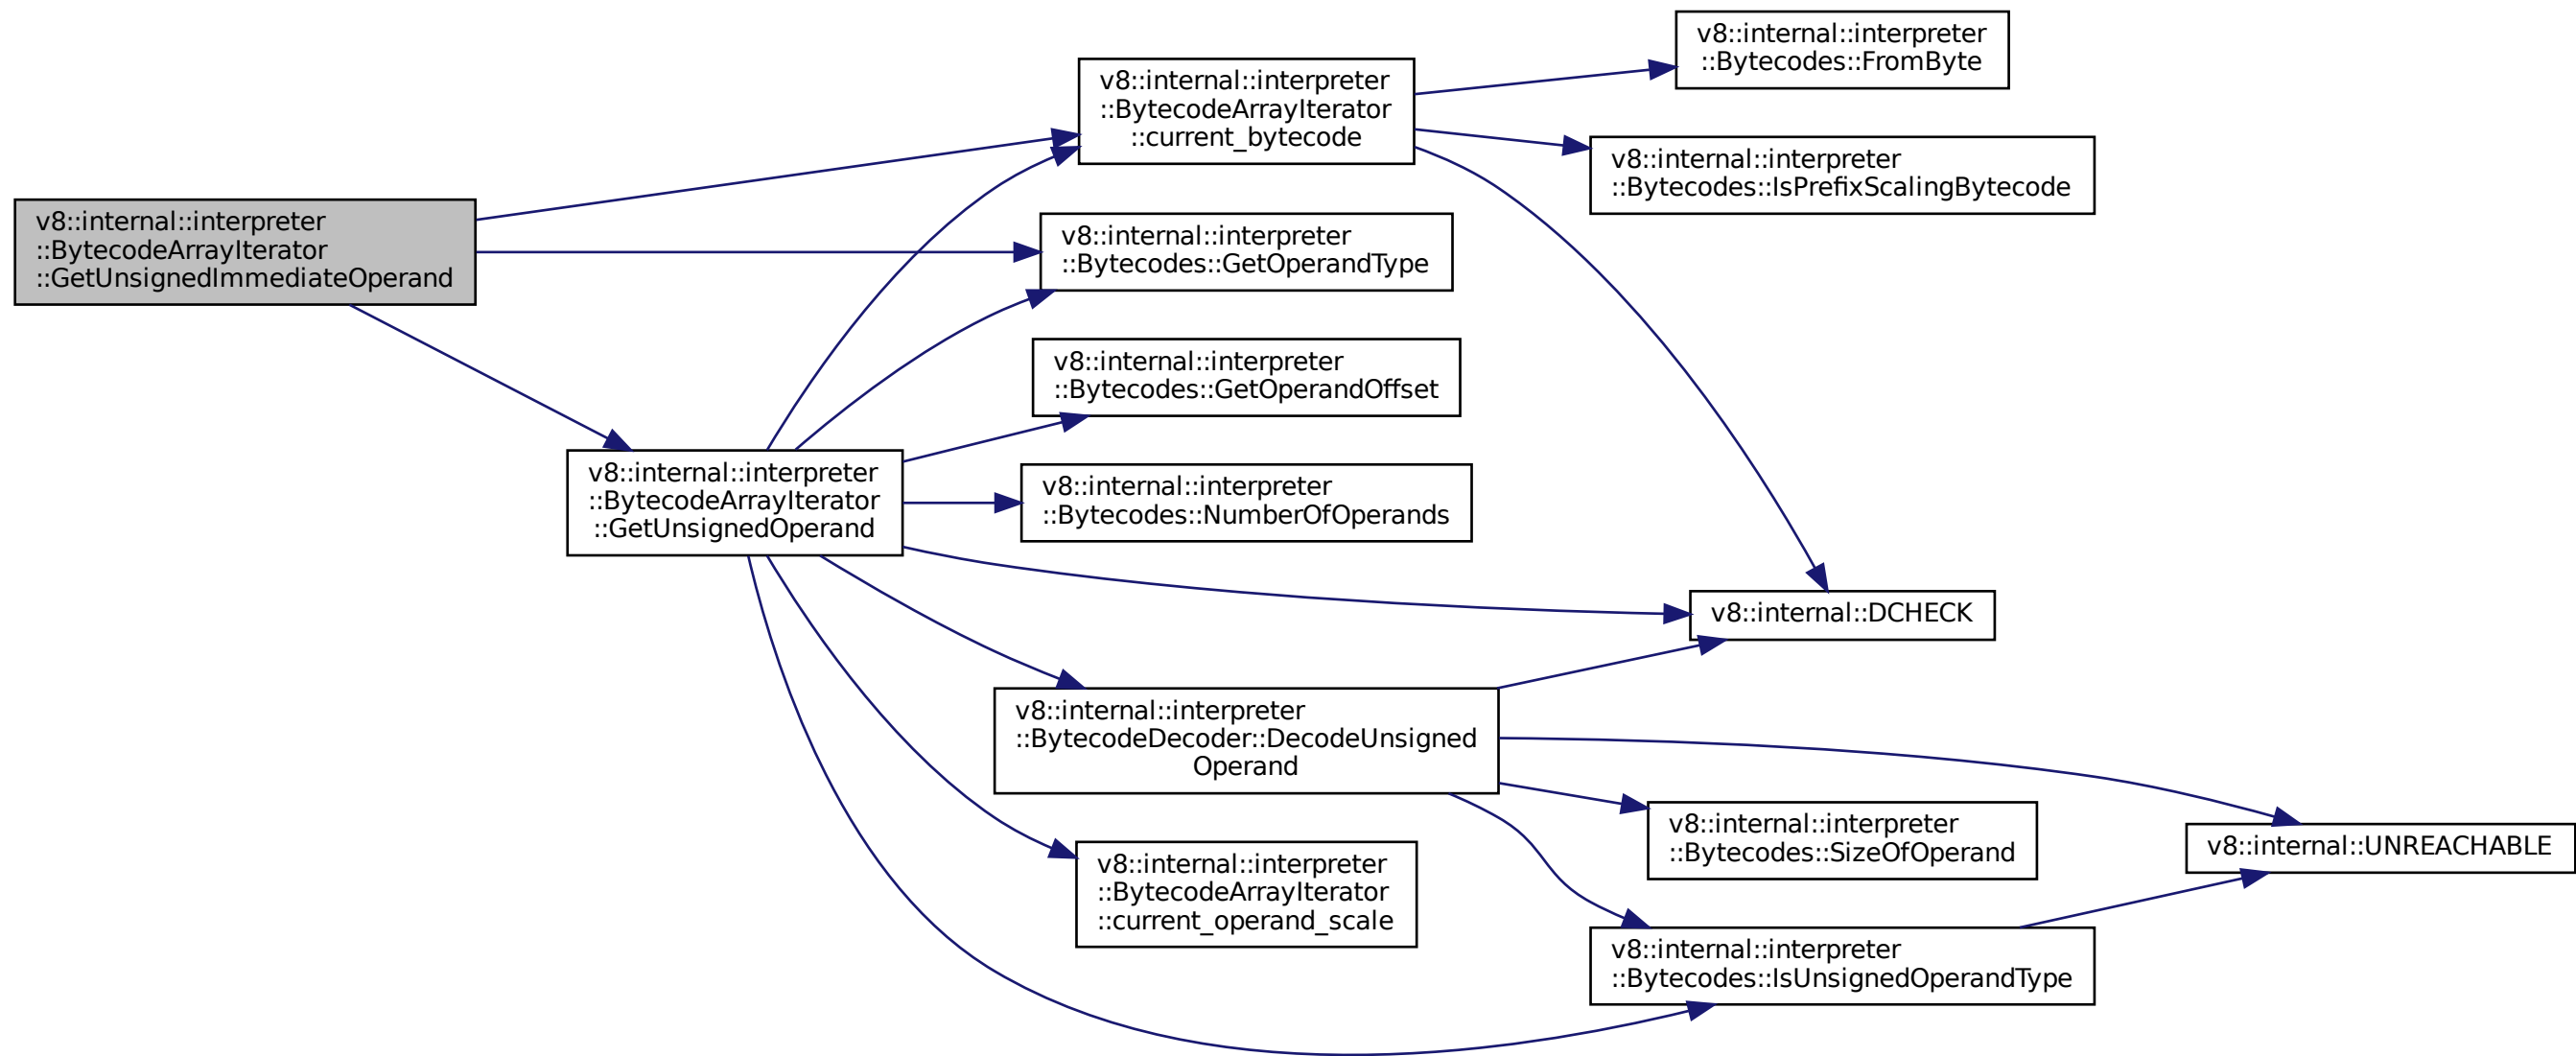 v8::internal::interpreter
::BytecodeArrayIterator
::GetUnsignedImmediateOperand
v8::internal::interpreter
::BytecodeArrayIterator
::current_bytecode
v8::internal::interpreter
::Bytecodes::FromByte
v8::internal::interpreter
::Bytecodes::IsPrefixScalingBytecode
v8::internal::interpreter
::Bytecodes::GetOperandType
v8::internal::interpreter
::Bytecodes::GetOperandOffset
v8::internal::interpreter
::BytecodeArrayIterator
::GetUnsignedOperand
v8::internal::interpreter
::Bytecodes::NumberOfOperands
v8::internal::DCHECK
v8::internal::interpreter
::BytecodeDecoder::DecodeUnsigned
Operand
v8::internal::interpreter
::Bytecodes::SizeOfOperand
v8::internal::UNREACHABLE
v8::internal::interpreter
::BytecodeArrayIterator
::current_operand_scale
v8::internal::interpreter
::Bytecodes::IsUnsignedOperandType